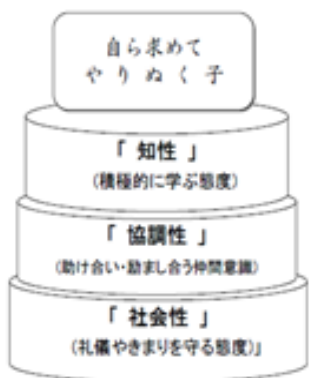 自ら求めて
やりぬく子
「 知性 」
(積極的に学ぶ態度)
「 協調性 」
(助け合い・励まし合う仲間意識)
「 社会性 」
(礼儀やきまりを守る態度)」